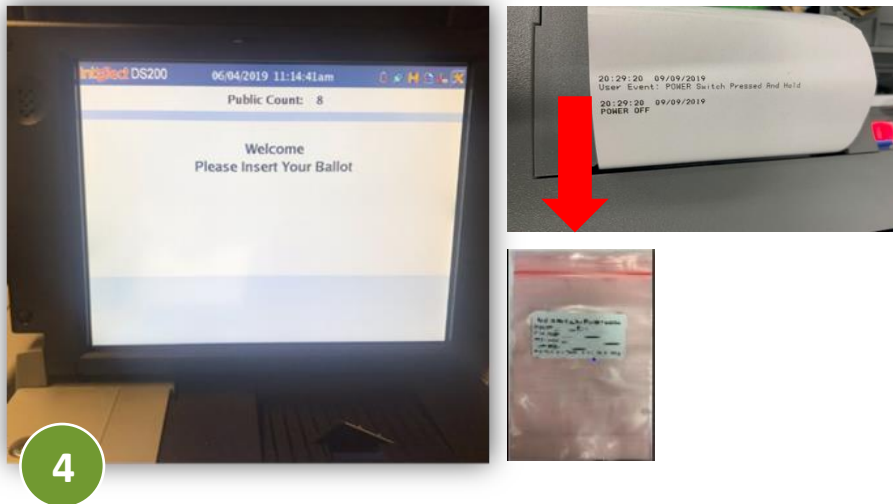 DS200 06/04/2019 11:14:41am
Public Count: 8
Welcome
Please Insert Your Ballot
20:29:20 09/09/2019
User Event: POWER Switch Pressed And Held
20:29:20 09/09/2019
POWER OFF
4